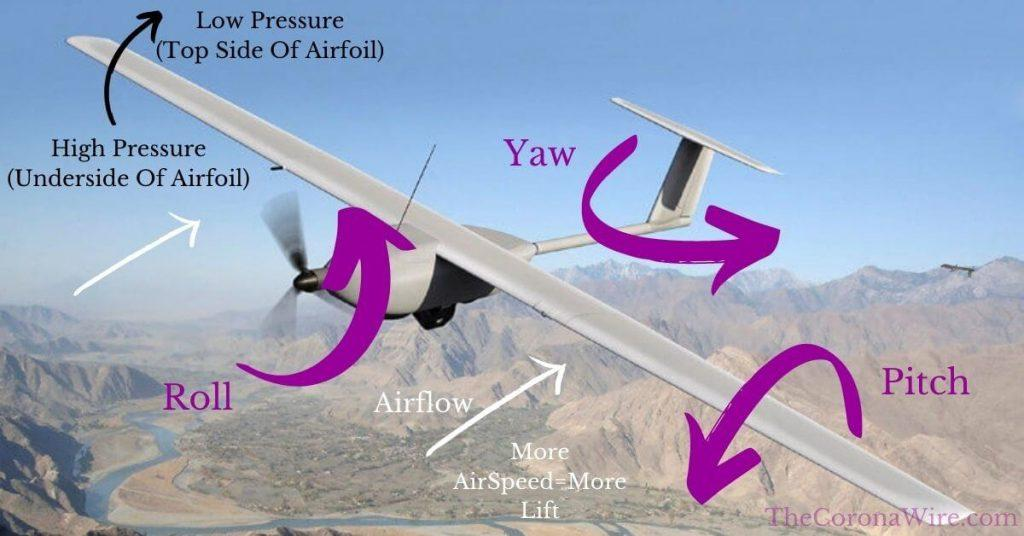 Low Pressure
(Top Side Of Airfoil)
High Pressure
(Underside Of Airfoil)
Yaw
Roll
Airflow
Pitch
More
AirSpeed=More
Lift
TheCoronaWire.com